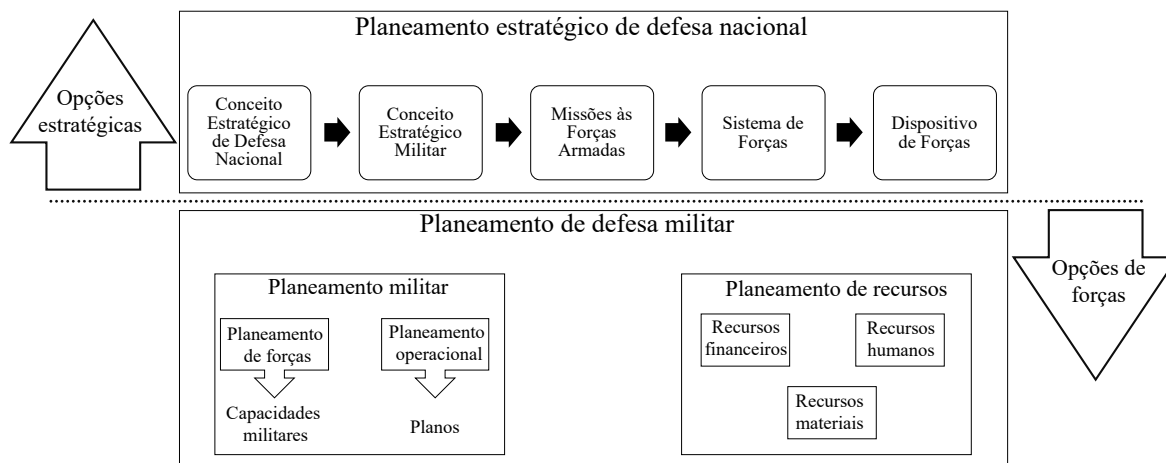 Planeamento estratégico de defesa nacional
Opções
estratégicas
Conceito
Estratégico
de Defesa
Nacional
Conceito
Estratégico
Militar
Missões às
Forças
Armadas
Sistema de
Forças
Dispositivo
de Forças
Planeamento de defesa militar
Opções de
forças
Planeamento militar
Planeamento
de forças
Capacidades
militares
Planeamento
operacional
Planos
Planeamento de recursos
Recursos
financeiros
Recursos
humanos
Recursos
materiais